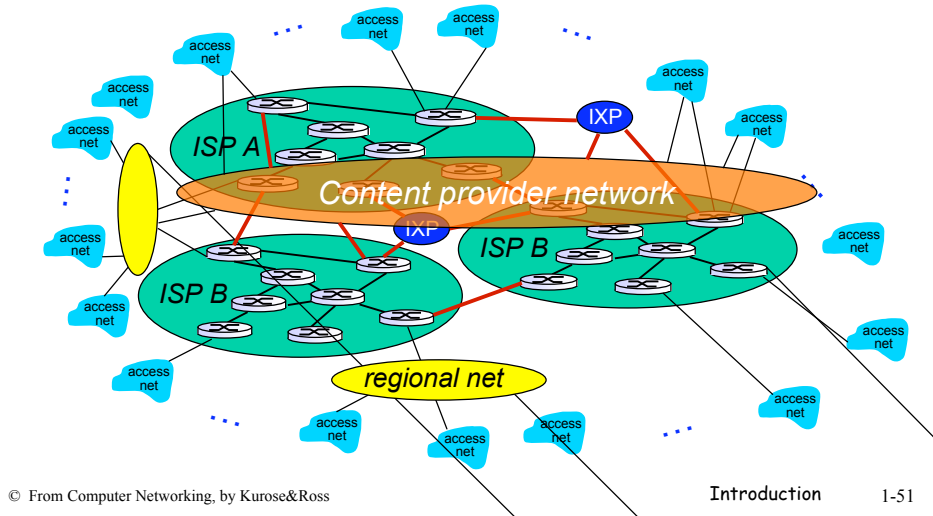 access
net
access
net
access
net
access
net
access
net
access
net
access
net
access
net
IXP
ISP A
Content provider network
IXP
access
net
access
net
ISP B
ISP B
access
net
access
net
access
net
regional net
access
net
access
net
access
net
access
net
© From Computer Networking, by Kurose&Ross
Introduction
1-51